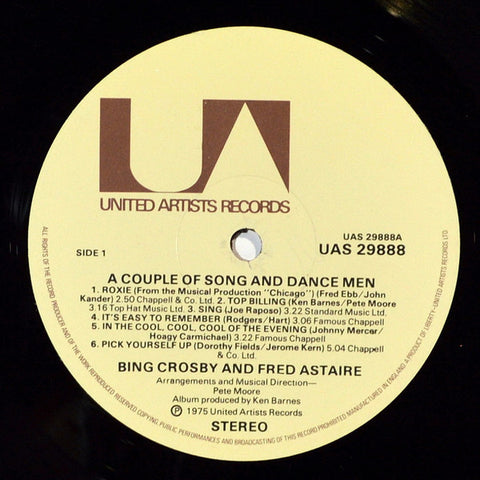 UA
UNITED ARTISTS RECORDS
UAS 29888A
SIDE 1
UAS 29888
A COUPLE OF SONG AND DANCE MEN
1. ROXIE (From the Musical Production "Chicago") (Fred Ebb/John
Kander) 2.50 Chappell & Co. Ltd. 2. TOP BILLING (Ken Barnes/Pete Moore
3.16 Top Hat Music Ltd. 3. SING (Joe Raposo) 3.22 Standard Music Ltd.
4. IT'S EASY TO REMEMBER (Rodgers/Hart) 3.06 Famous Chappell
5. IN THE COOL, COOL, COOL OF THE EVENING (Johnny Mercer/
Hoagy Carmichael) 3.22 Famous Chappell
6. PICK YOURSELF UP (Dorothy Fields/Jerome Kern) 5.04 Chappell
& Co. Ltd.
BING CROSBY AND FRED ASTAIRE
Arrangements and Musical Direction—
Pete Moore
Album produced by Ken Barnes
Ⓟ 1975 United Artists Records
STEREO
ALL RIGHTS OF THE RECORD PRODUCER AND OF THE WORK REPRODUCED RESERVED COPYING PUBLIC PERFORMANCES AND BROADCASTING OF THIS RECORD PROHIBITED MANUFACTURED IN ENGLAND A PRODUCT OF LIBERTY-UNITED ARTISTS RECORDS LTD.